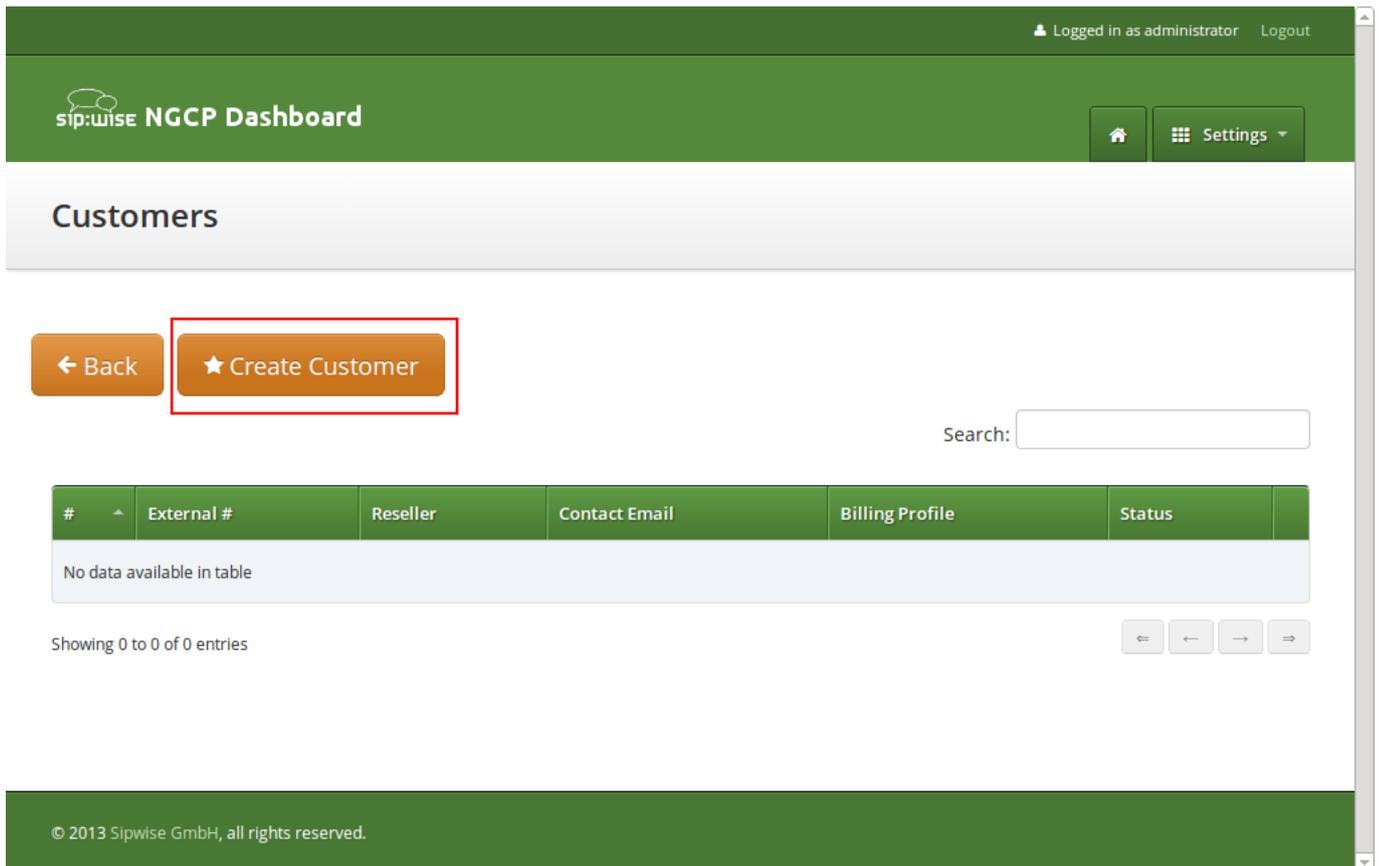 Logged in as administrator Logout
sip:wise NGCP Dashboard
Settings
Customers
Back
Create Customer
Search:
# External # Reseller Contact Email Billing Profile Status
No data available in table
Showing 0 to 0 of 0 entries
⇐ ← → ⇒
© 2013 Sipwise GmbH, all rights reserved.